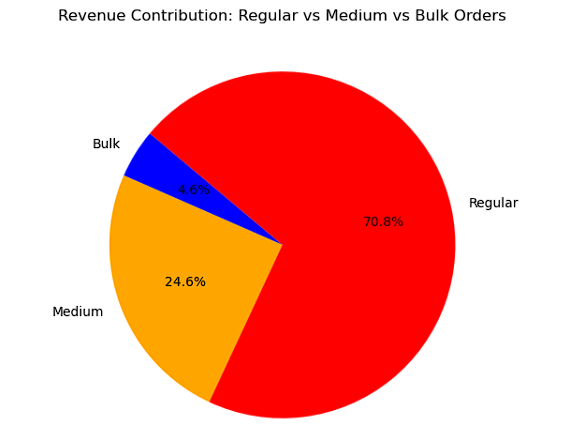 Revenue Contribution: Regular vs Medium vs Bulk Orders
Bulk
4.6%
Regular
70.8%
24.6%
Medium